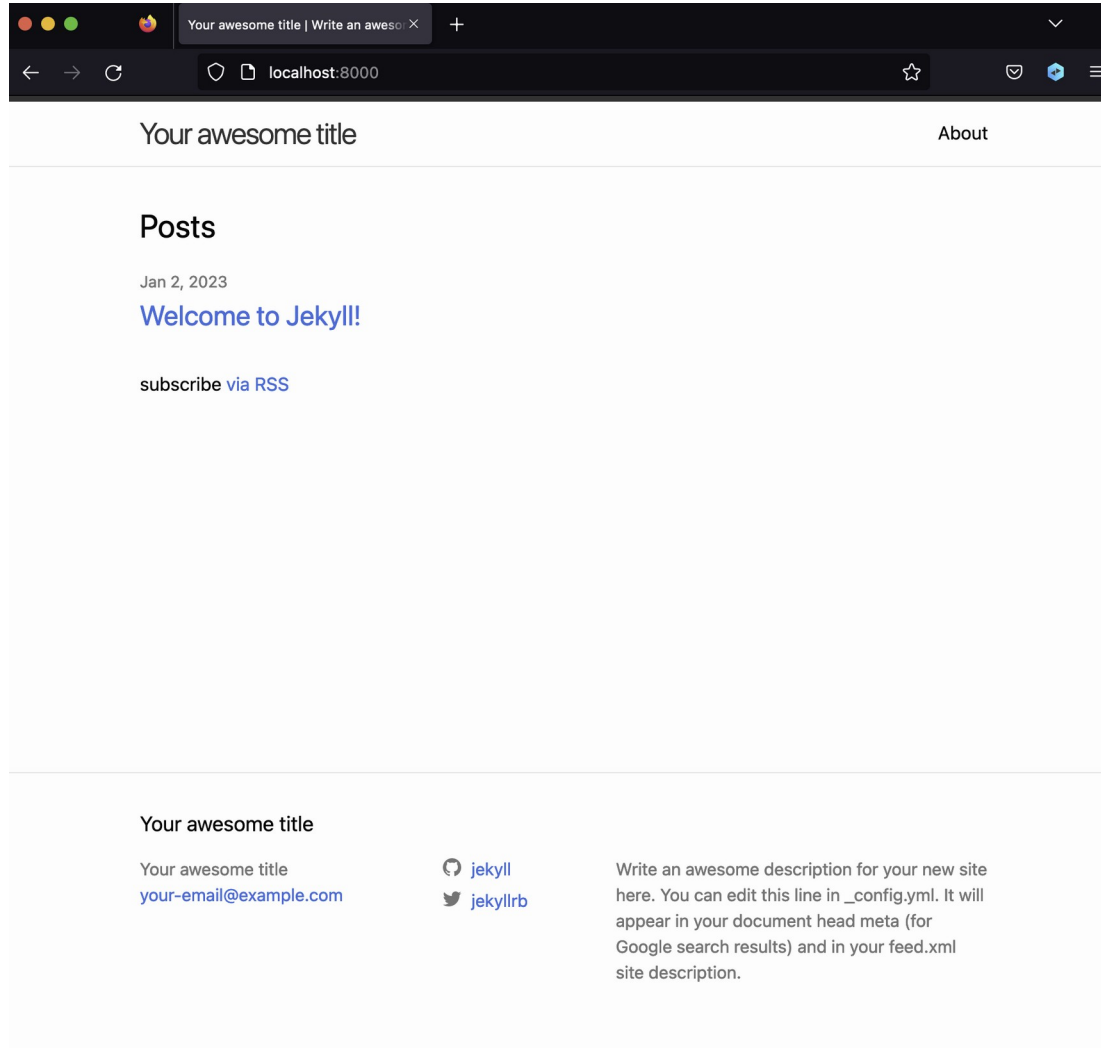 Your awesome title | Write an aweso
localhost:8000
Your awesome title
About
Posts
Jan 2, 2023
Welcome to Jekyll!
subscribe via RSS
Your awesome title
Your awesome title
your-email@example.com
jekyll
jekyllrb
Write an awesome description for your new site
here. You can edit this line in _config.yml. It will
appear in your document head meta (for
Google search results) and in your feed.xml
site description.